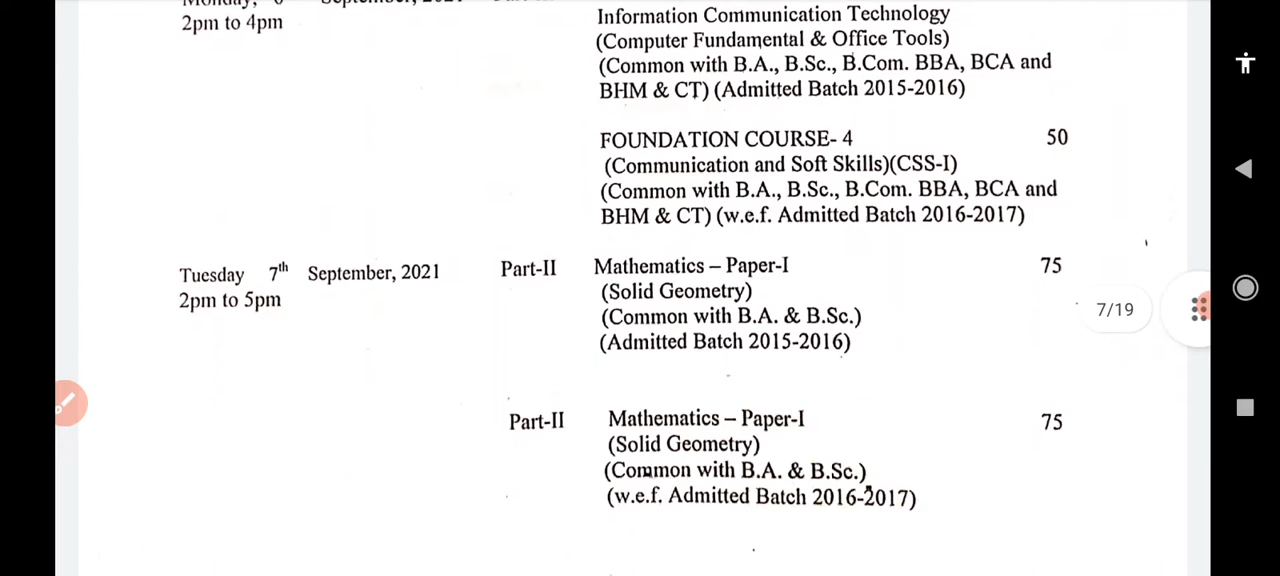 2pm to 4pm
Information Communication Technology
(Computer Fundamental & Office Tools)
(Common with B.A., B.Sc., B.Com. BBA, BCA and
BHM & CT) (Admitted Batch 2015-2016)
FOUNDATION COURSE- 4 50
(Communication and Soft Skills)(CSS-I)
(Common with B.A., B.Sc., B.Com. BBA, BCA and
BHM & CT) (w.e.f. Admitted Batch 2016-2017)
Tuesday 7th September, 2021 Part-II Mathematics – Paper-I 75
2pm to 5pm
(Solid Geometry)
(Common with B.A. & B.Sc.)
(Admitted Batch 2015-2016)
7/19
Part-II Mathematics – Paper-I 75
(Solid Geometry)
(Common with B.A. & B.Sc.)
(w.e.f. Admitted Batch 2016-2017)